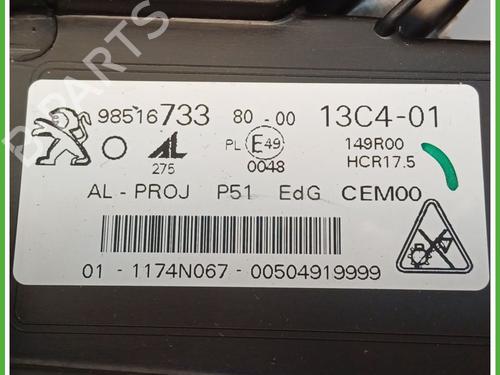 98516733 80-00 13C4-01
AL 275 PL E49 0048 149R00
HCR17.5
AL - PROJ P51 EdG CEM00
01 - 1174N067 - 00504919999
B-PARTS